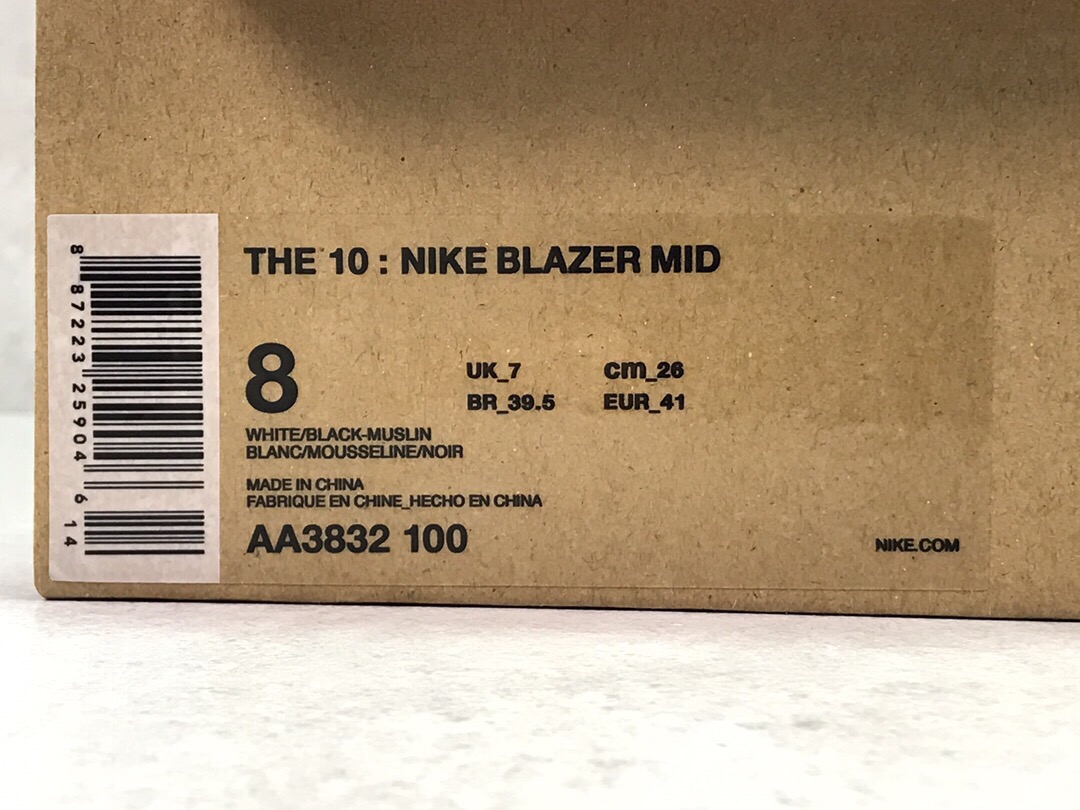 8 87223 25904 6 14
THE 10 : NIKE BLAZER MID
8
UK_7 cm_26
BR_39.5 EUR_41
WHITE/BLACK-MUSLIN
BLANC/MOUSSELINE/NOIR
MADE IN CHINA
FABRIQUE EN CHINE_HECHO EN CHINA
AA3832 100
NIKE.COM